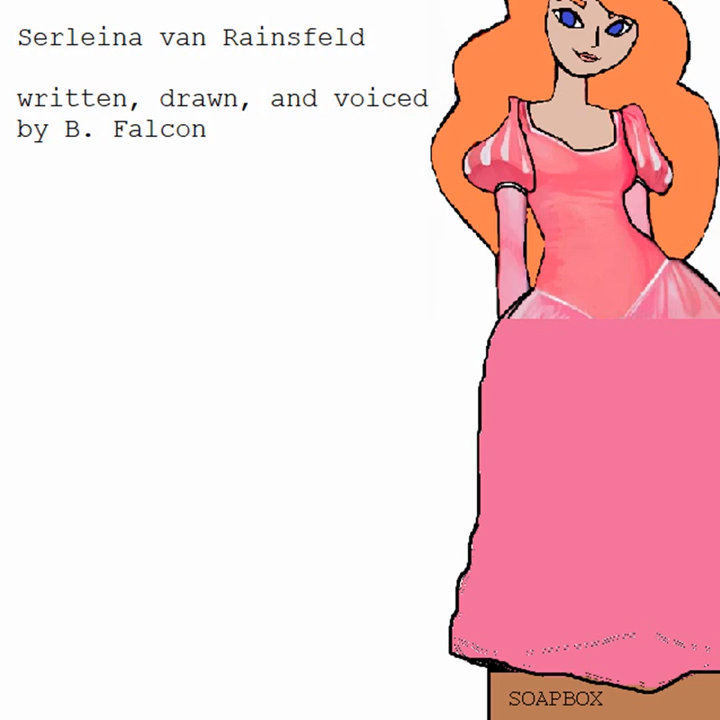 Serleina van Rainsfeld
written, drawn, and voiced
by B. Falcon
SOAPBOX